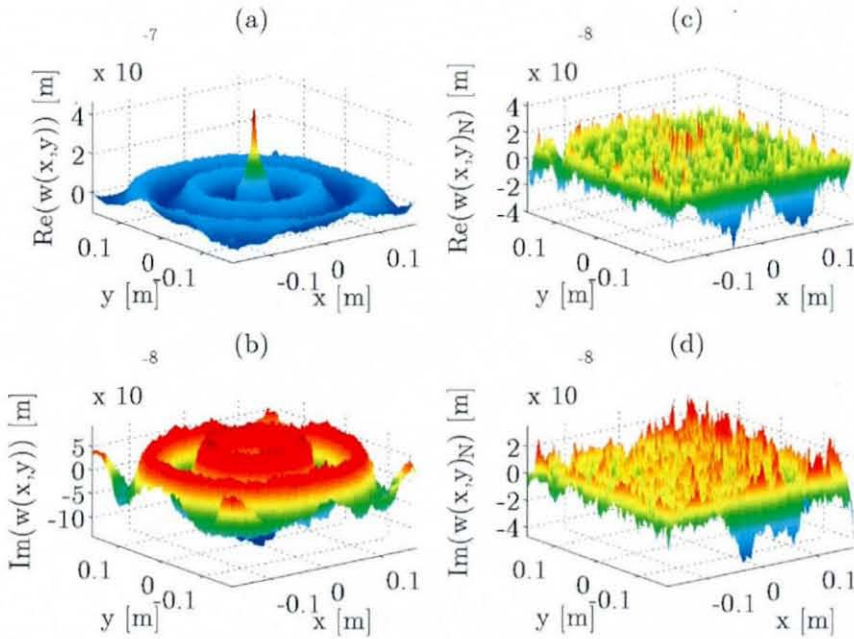 (a)
-7
x 10
Re(w(x,y)) [m]
4
2
0
0.1
0
-0.1
y [m]
-0.1
0
0.1
x [m]
(c)
-8
x 10
Re(w(x,y)N) [m]
4
2
0
-2
-4
0.1
0
-0.1
y [m]
-0.1
0
0.1
x [m]
(b)
-8
x 10
Im(w(x,y)) [m]
5
0
-5
-10
0.1
0
-0.1
y [m]
-0.1
0
0.1
x [m]
(d)
-8
x 10
Im(w(x,y)N) [m]
2
0
-2
-4
0.1
0
-0.1
y [m]
-0.1
0
0.1
x [m]